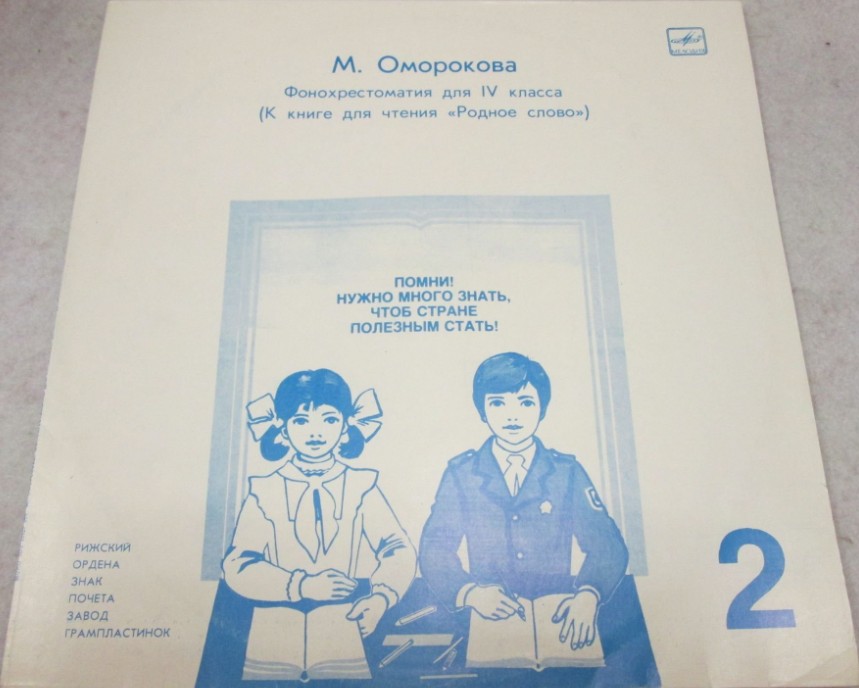 М. Оморокова
Фонохрестоматия для IV класса
(К книге для чтения «Родное слово»)
ПОМНИ!
НУЖНО МНОГО ЗНАТЬ,
ЧТОБ СТРАНЕ
ПОЛЕЗНЫМ СТАТЬ!
РИЖСКИЙ
ОРДЕНА
ЗНАК
ПОЧЕТА
ЗАВОД
ГРАМПЛАСТИНОК
2